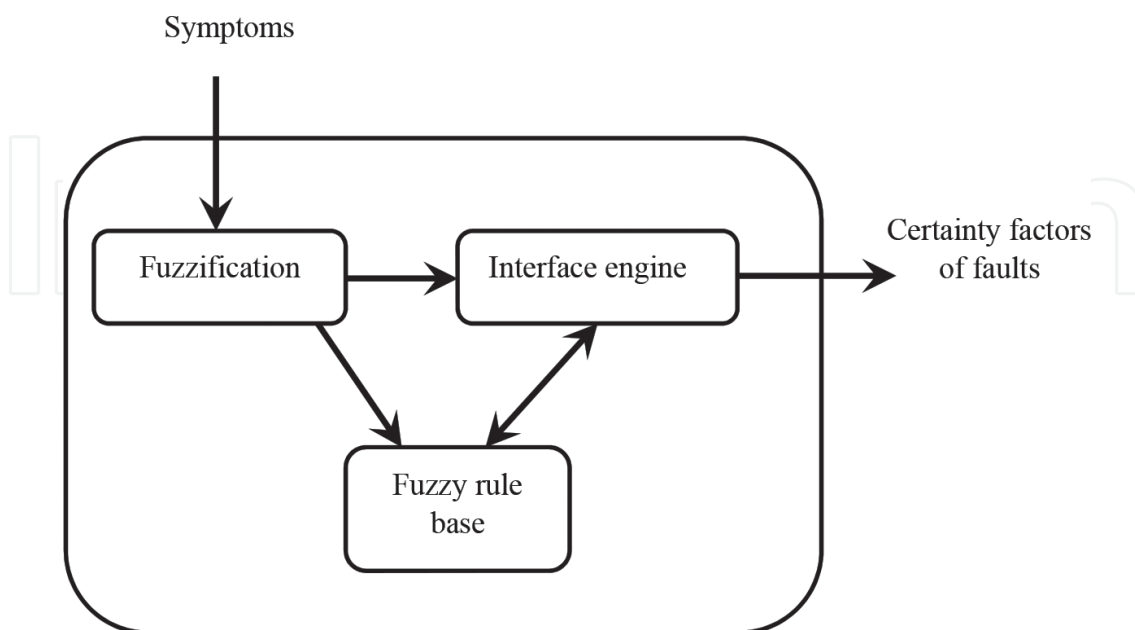 Symptoms
Fuzzification
Interface engine
Certainty factors
of faults
Fuzzy rule
base